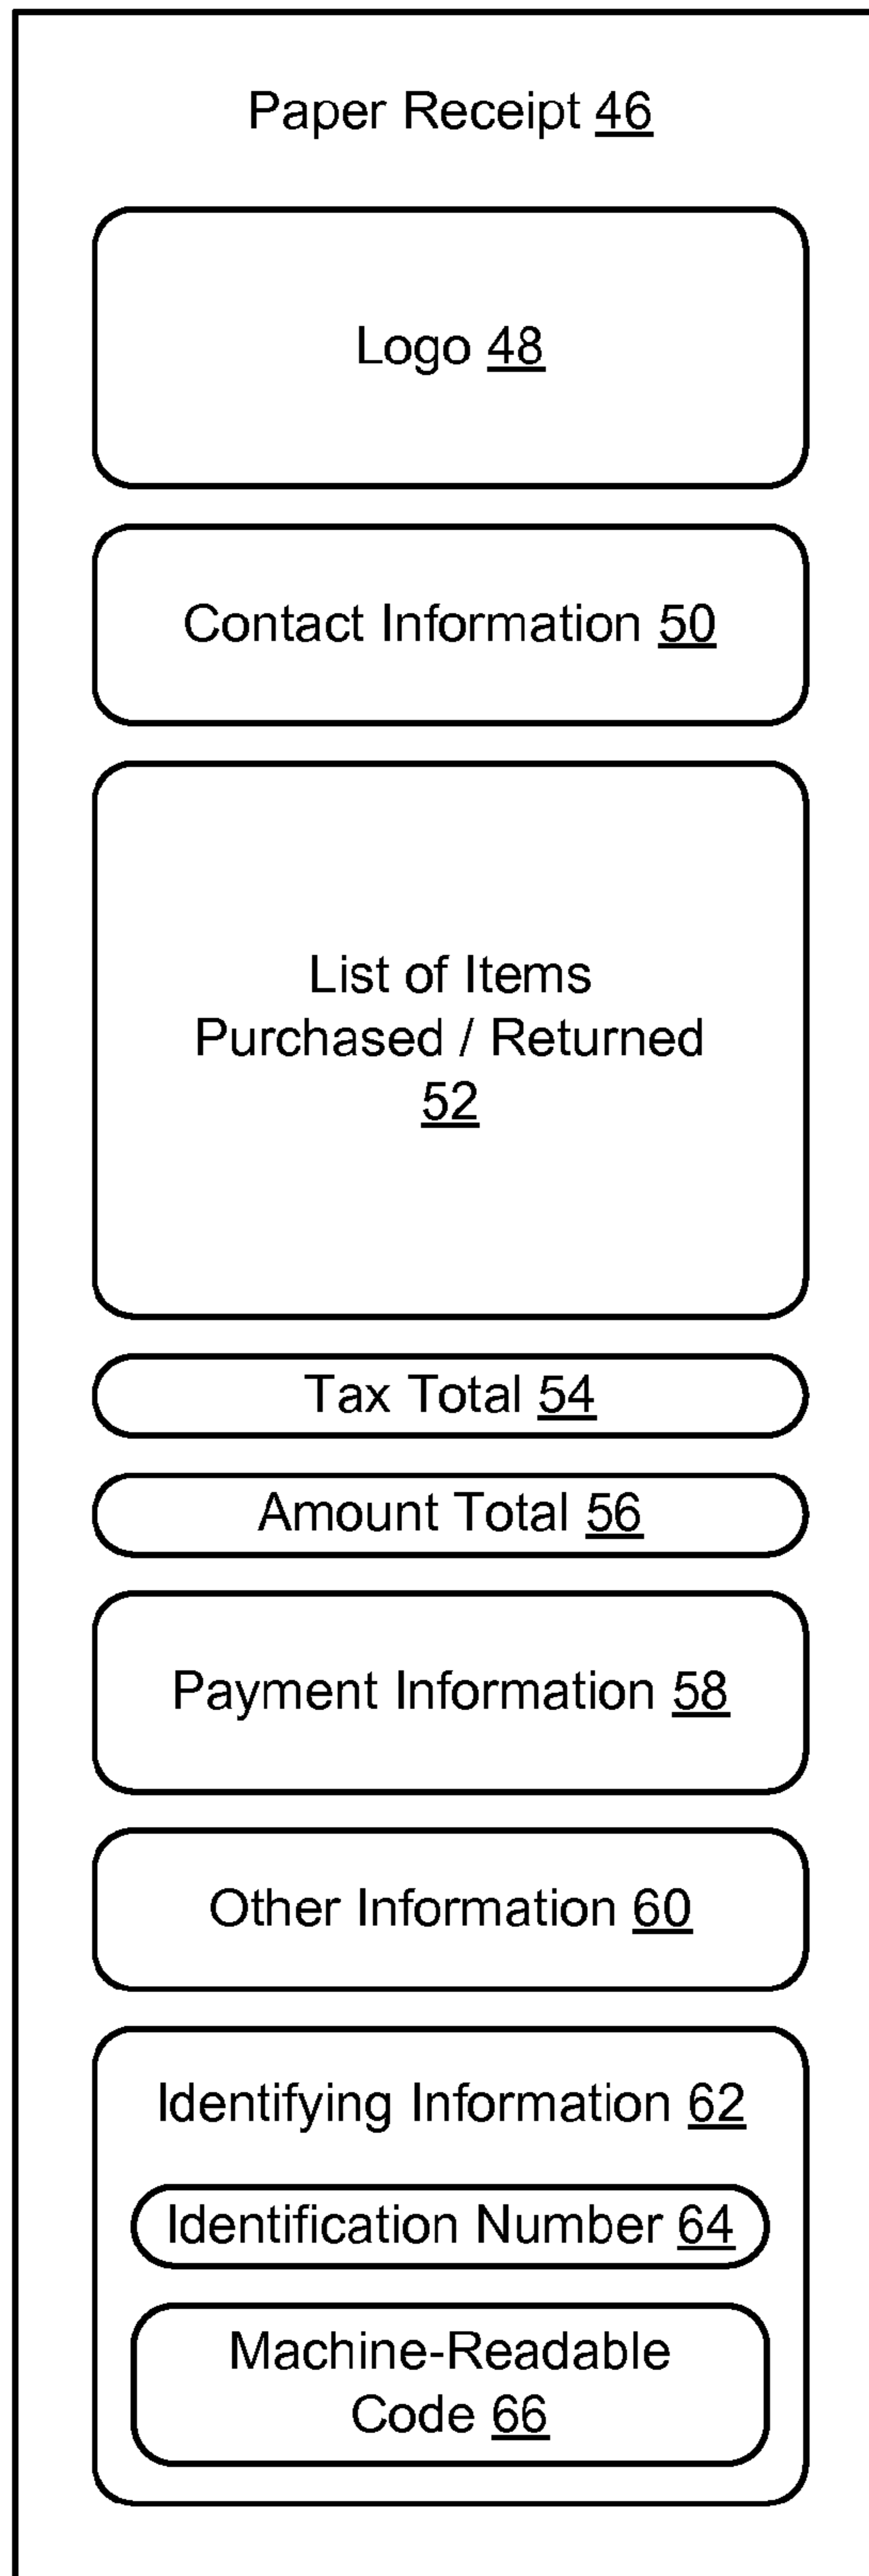 Paper Receipt 46
Logo 48
Contact Information 50
List of Items
Purchased / Returned
52
Tax Total 54
Amount Total 56
Payment Information 58
Other Information 60
Identifying Information 62
Identification Number 64
Machine-Readable
Code 66